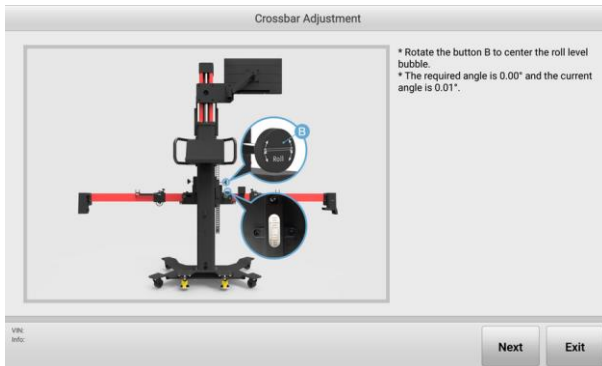 Crossbar Adjustment
* Rotate the button B to center the roll level
bubble.
* The required angle is 0.00° and the current
angle is 0.01°.
B
Roll
VIN:
Info:
Next
Exit